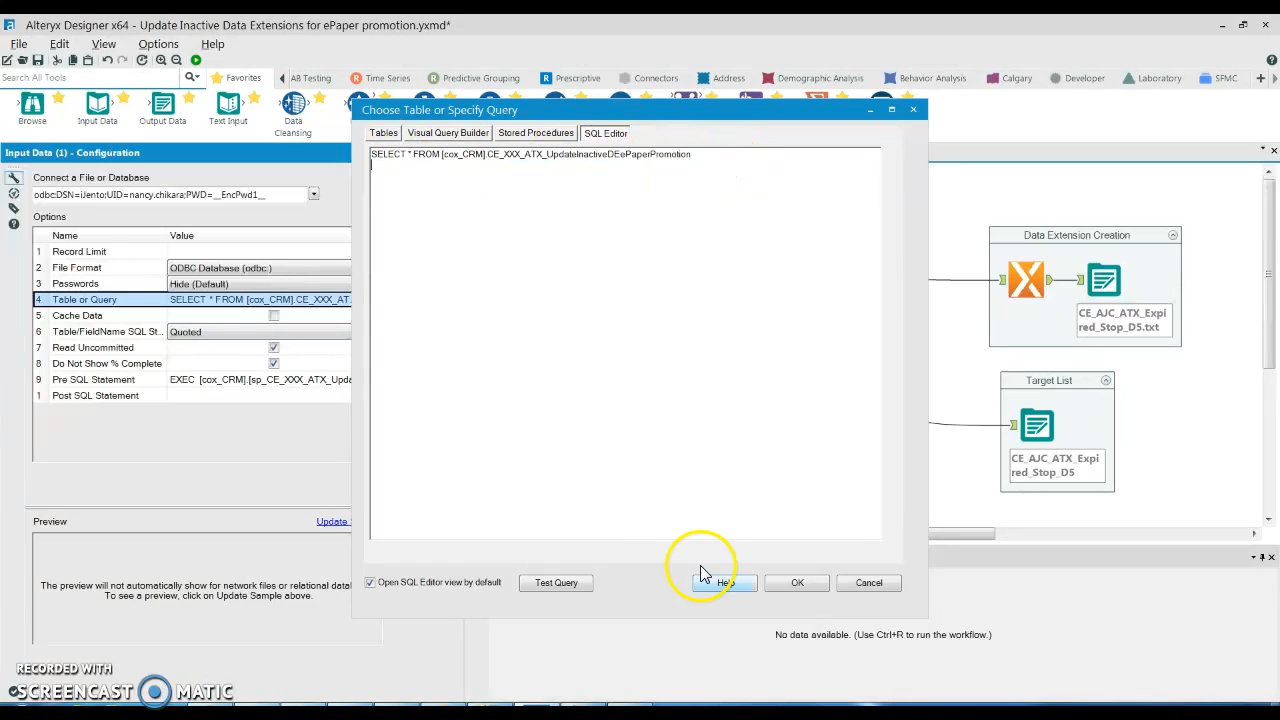 Alteryx Designer x64 - Update Inactive Data Extensions for ePaper promotion.yxmd*
File Edit View Options Help
Search All Tools Favorites AB Testing Time Series Predictive Grouping Prescriptive Connectors Address Demographic Analysis Behavior Analysis Calgary Developer Laboratory SFMC
Browse Input Data Output Data Text Input Data Cleansing
Choose Table or Specify Query
Tables Visual Query Builder Stored Procedures SQL Editor
SELECT * FROM [cox_CRM].CE_XXX_ATX_UpdateInactiveDEePaperPromotion
Input Data (1) - Configuration
Connect a File or Database
odbc:DSN=iJento;UID=nancy.chikara;PWD=__EncPwd1__
Options
Name Value
1 Record Limit
2 File Format ODBC Database (odbc:)
3 Passwords Hide (Default)
4 Table or Query SELECT * FROM [cox_CRM].CE_XXX_AT
5 Cache Data
6 Table/FieldName SQL St... Quoted
7 Read Uncommitted
8 Do Not Show % Complete
9 Pre SQL Statement EXEC [cox_CRM].[sp_CE_XXX_ATX_Upda
1 Post SQL Statement
Preview Update
The preview will not automatically show for network files or relational datab
To see a preview, click on Update Sample above.
Open SQL Editor view by default Test Query Help OK Cancel
Data Extension Creation
CE_AJC_ATX_Expi
red_Stop_D5.txt
Target List
CE_AJC_ATX_Expi
red_Stop_D5
No data available. (Use Ctrl+R to run the workflow.)
RECORDED WITH
SCREENCAST MATIC